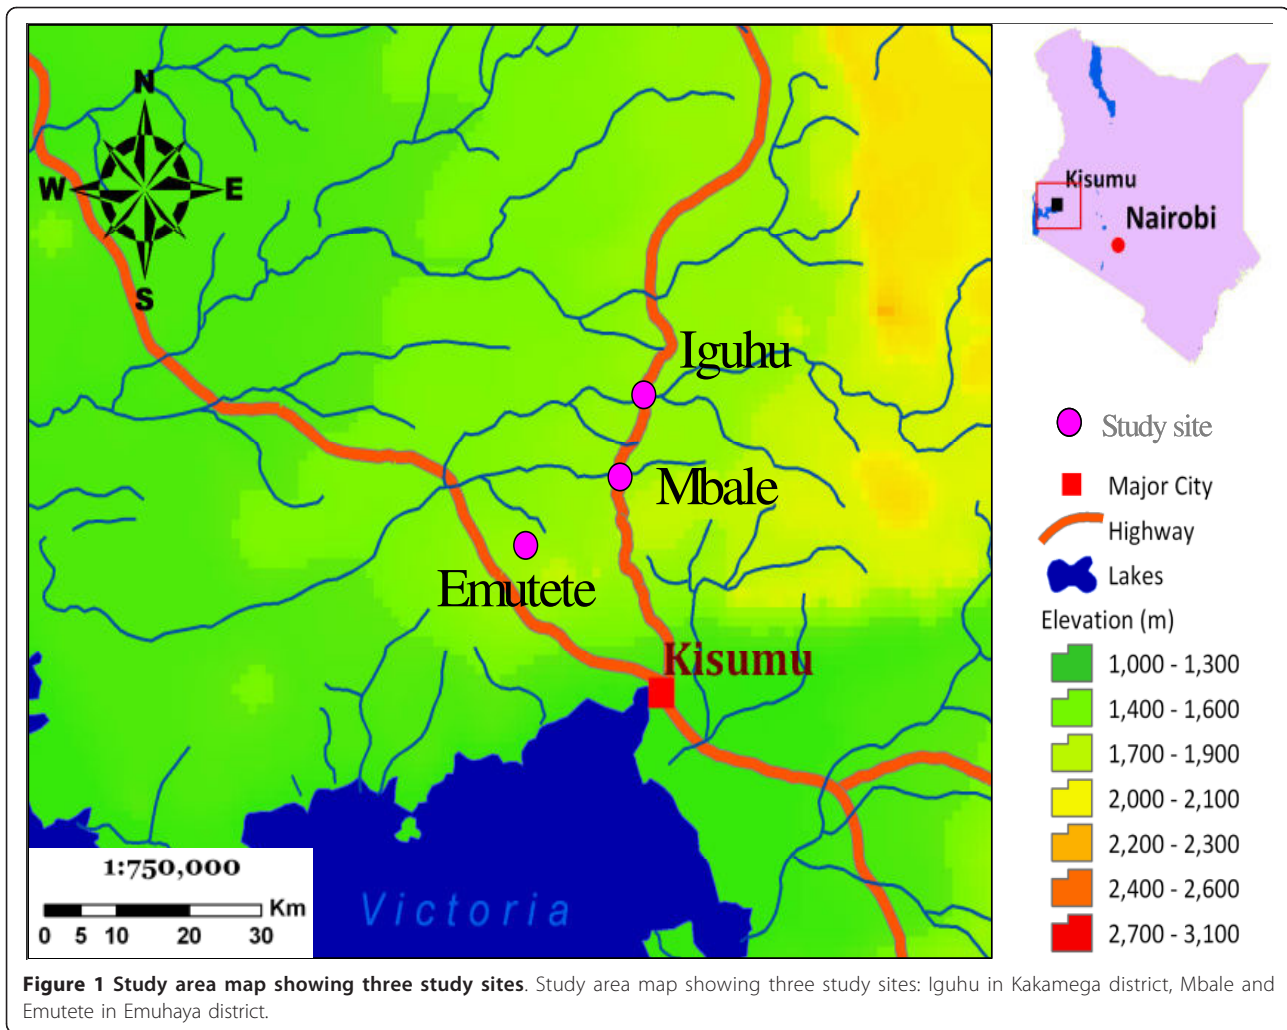 N
W
E
S
Iguhu
Mbale
Emutete
Kisumu
Victoria
1:750,000
Km
0 5 10 20 30
Kisumu
Nairobi
Study site
Major City
Highway
Lakes
Elevation (m)
1,000 - 1,300
1,400 - 1,600
1,700 - 1,900
2,000 - 2,100
2,200 - 2,300
2,400 - 2,600
2,700 - 3,100
Figure 1 Study area map showing three study sites. Study area map showing three study sites: Iguhu in Kakamega district, Mbale and
Emutete in Emuhaya district.